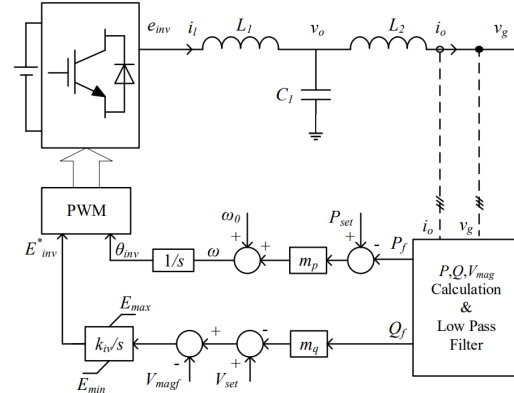 e_inv i_l L_1 v_o L_2 i_o v_g
C_1
PWM
ω_0 P_set i_o v_g
E*_inv θ_inv 1/s ω + + m_p + - P_f
P,Q,V_mag
Calculation
&
Low Pass
Filter
E_max
k_iv/s + - m_q Q_f
- +
E_min V_magf V_set